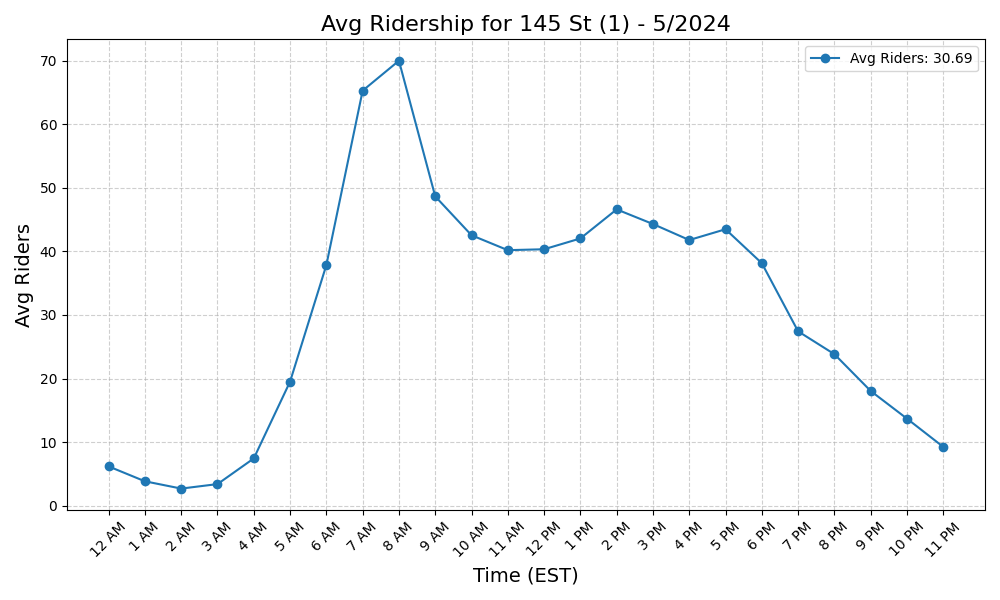 Avg Ridership for 145 St (1) - 5/2024
Avg Riders: 30.69
Avg Riders
70
60
50
40
30
20
10
0
12 AM
1 AM
2 AM
3 AM
4 AM
5 AM
6 AM
7 AM
8 AM
9 AM
10 AM
11 AM
12 PM
1 PM
2 PM
3 PM
4 PM
5 PM
6 PM
7 PM
8 PM
9 PM
10 PM
11 PM
Time (EST)